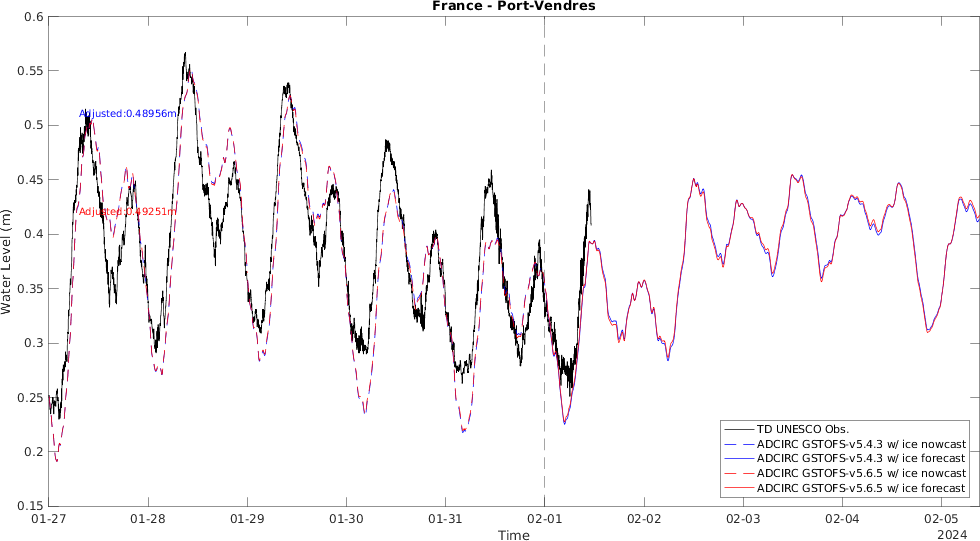 France - Port-Vendres
Water Level (m)
0.6
0.55
0.5
0.45
0.4
0.35
0.3
0.25
0.2
0.15
Adjusted:0.48956m
Adjusted:0.49251m
TD UNESCO Obs.
ADCIRC GSTOFS-v5.4.3 w/ ice nowcast
ADCIRC GSTOFS-v5.4.3 w/ ice forecast
ADCIRC GSTOFS-v5.6.5 w/ ice nowcast
ADCIRC GSTOFS-v5.6.5 w/ ice forecast
01-27 01-28 01-29 01-30 01-31 02-01 02-02 02-03 02-04 02-05
Time
2024